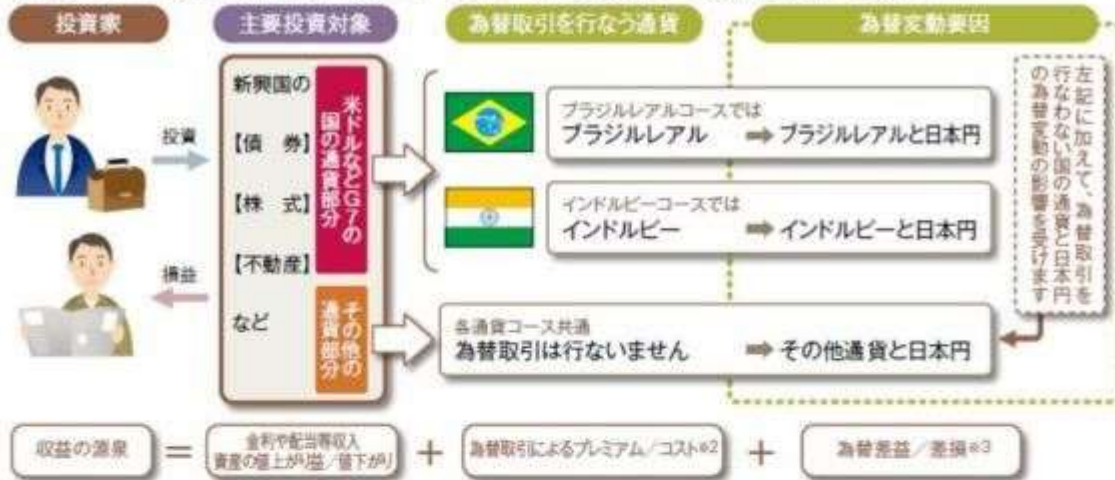 投資家
主要投資対象
為替取引を行なう通貨
為替変動要因
投資
損益
新興国の
【債　券】
【株　式】
【不動産】
など
米ドルなどG7の
国の通貨部分
その他の
通貨部分
ブラジルレアルコースでは
ブラジルレアル ➡ ブラジルレアルと日本円
インドルピーコースでは
インドルピー ➡ インドルピーと日本円
各通貨コース共通
為替取引は行ないません ➡ その他通貨と日本円
左記に加えて、為替取引を
行なわない国の通貨と日本円
の為替変動の影響を受けます
収益の源泉 = 金利や配当等収入
資産の値上がり益／値下がり + 為替取引によるプレミアム／コスト※2 + 為替差益／差損※3